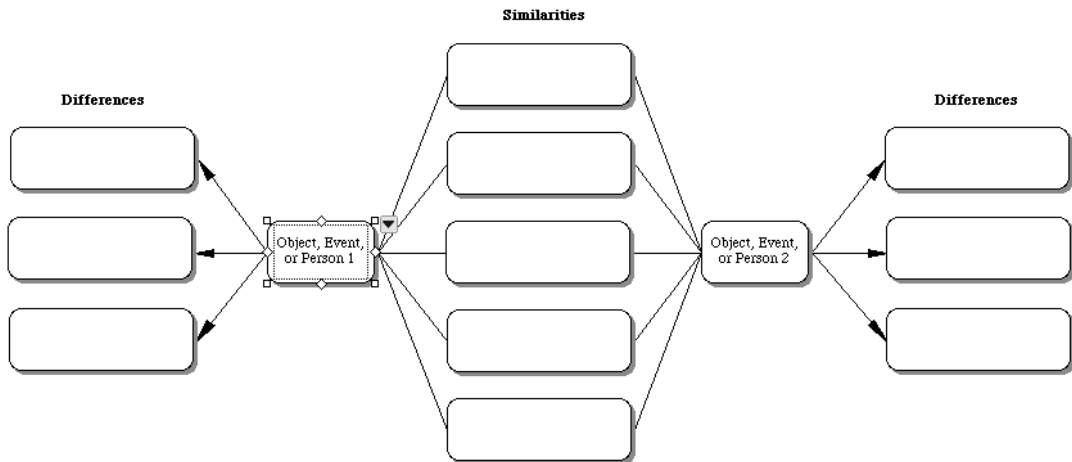 Similarities
Differences
Differences
Object, Event,
or Person 1
Object, Event,
or Person 2